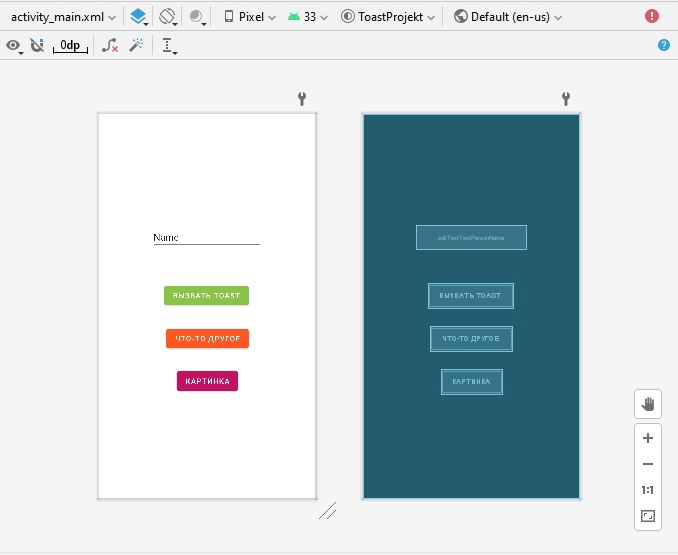 activity_main.xml Pixel 33 ToastProjekt Default (en-us)
0dp
Name
editTextTextPersonName
ВЫЗВАТЬ TOAST
ВЫЗВАТЬ TOAST
ЧТО-ТО ДРУГОЕ
ЧТО-ТО ДРУГОЕ
КАРТИНКА
КАРТИНКА
1:1